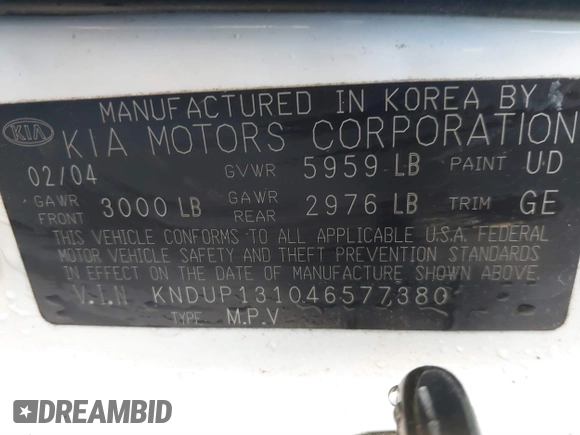 MANUFACTURED IN KOREA BY
KIA KIA MOTORS CORPORATION
02/04 GVWR 5959 LB PAINT UD
GAWR FRONT 3000 LB GAWR REAR 2976 LB TRIM GE
THIS VEHICLE CONFORMS TO ALL APPLICABLE U.S.A. FEDERAL
MOTOR VEHICLE SAFETY AND THEFT PREVENTION STANDARDS
IN EFFECT ON THE DATE OF MANUFACTURE SHOWN ABOVE.
V.I.N KNDUP131046577380
TYPE M.P.V
DREAMBID